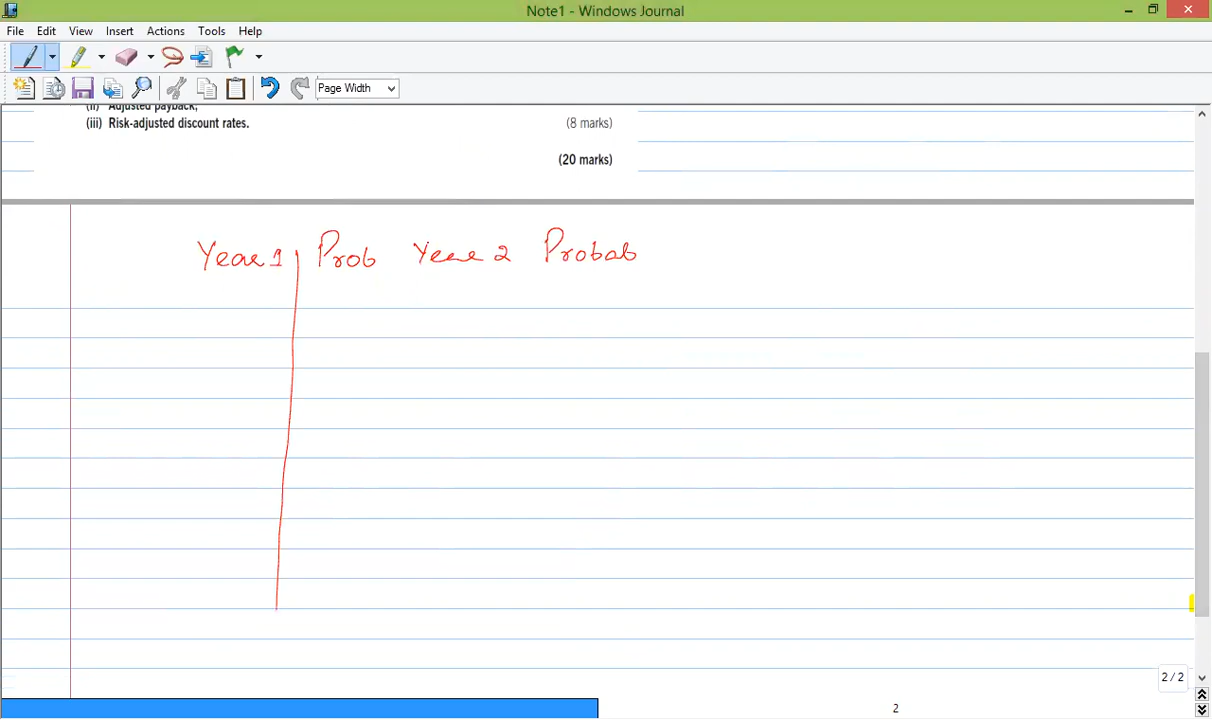 Note1 - Windows Journal
File Edit View Insert Actions Tools Help
Page Width
(ii) Adjusted payback;
(iii) Risk-adjusted discount rates. (8 marks)
(20 marks)
Year 1 Prob Year 2 Probab
2 / 2
2